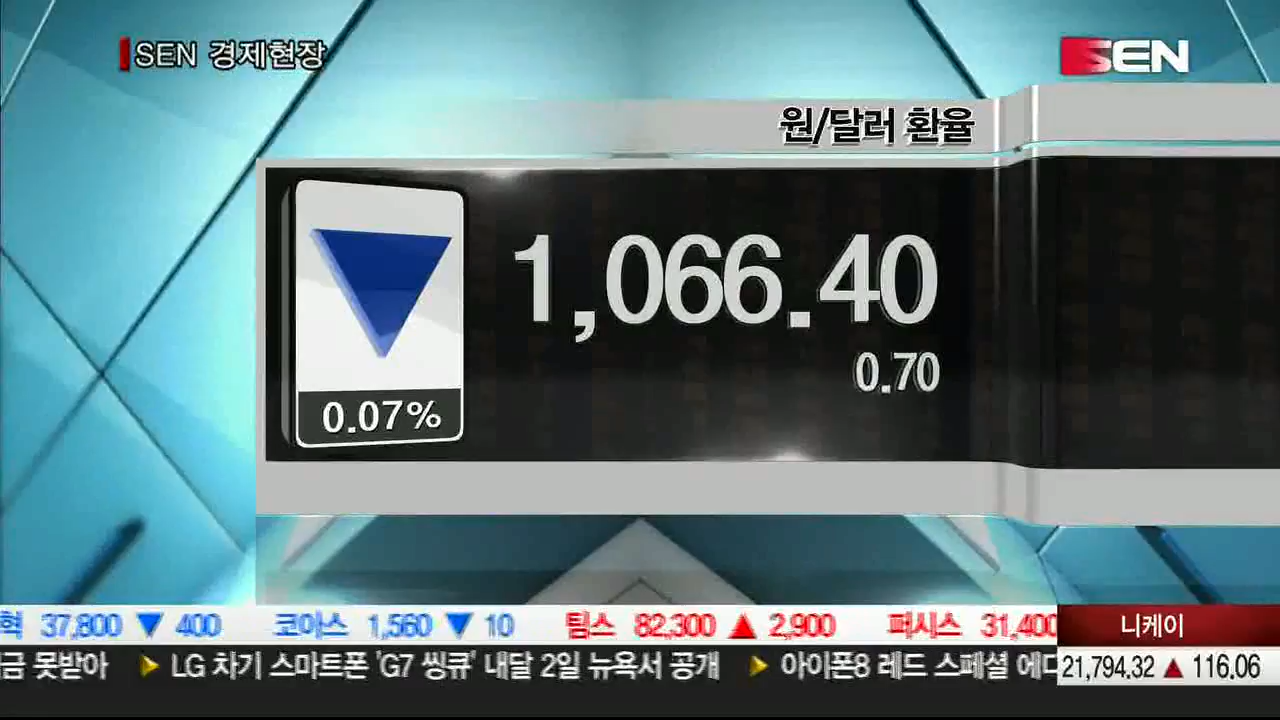 SEN 경제현장
SEN
원/달러 환율
▼ 1,066.40
0.70
0.07%
혁 37,800 ▼ 400 코아스 1,560 ▼ 10 팀스 82,300 ▲ 2,900 퍼시스 31,400
니케이
금 못받아 ▶ LG 차기 스마트폰 'G7 씽큐' 내달 2일 뉴욕서 공개 ▶ 아이폰8 레드 스페셜 에디
21,794.32 ▲ 116.06